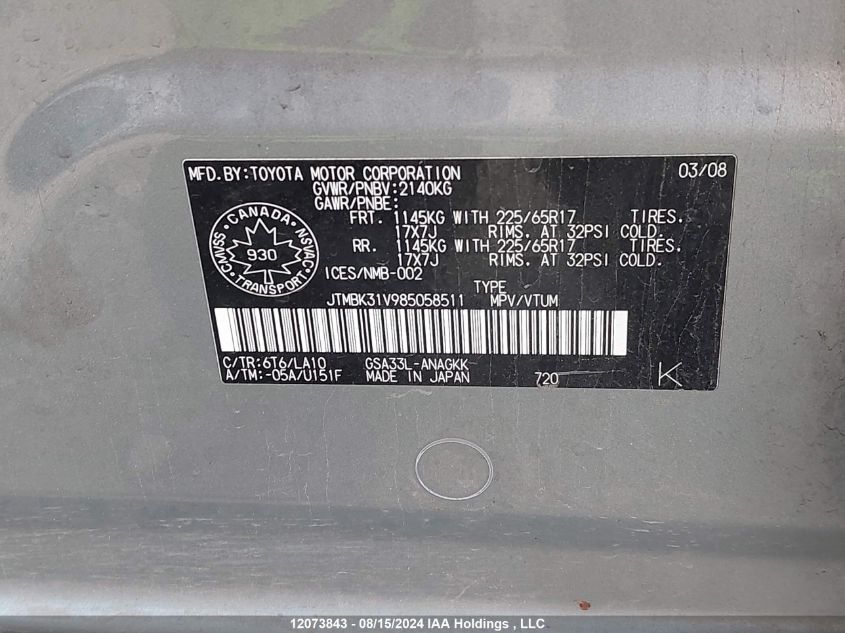 MFD.BY:TOYOTA MOTOR CORPORATION 03/08
GVWR/PNBV:2140KG
GAWR/PNBE:
FRT. 1145KG WITH 225/65R17 TIRES.
17X7J RIMS. AT 32PSI COLD.
RR. 1145KG WITH 225/65R17 TIRES.
17X7J RIMS. AT 32PSI COLD.
ICES/NMB-002
CANADA
CMVSS 930 NSVAC
TRANSPORT
TYPE
JTMBK31V985058511 MPV/VTUM
C/TR:6T6/LA10 GSA33L-ANAGKK
A/TM:-05A/U151F MADE IN JAPAN 720 K
12073843 - 08/15/2024 IAA Holdings , LLC